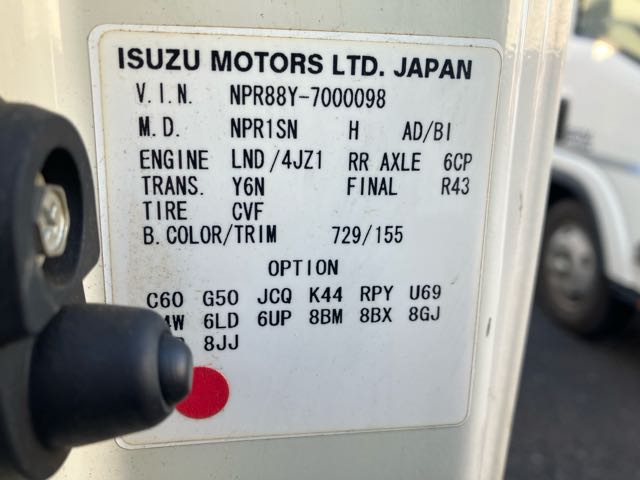 ISUZU MOTORS LTD. JAPAN
V.I.N. NPR88Y-7000098
M.D. NPR1SN H AD/BI
ENGINE LND/4JZ1 RR AXLE 6CP
TRANS. Y6N FINAL R43
TIRE CVF
B.COLOR/TRIM 729/155
OPTION
C60 G50 JCQ K44 RPY U69
6LD 6UP 8BM 8BX 8GJ
8JJ